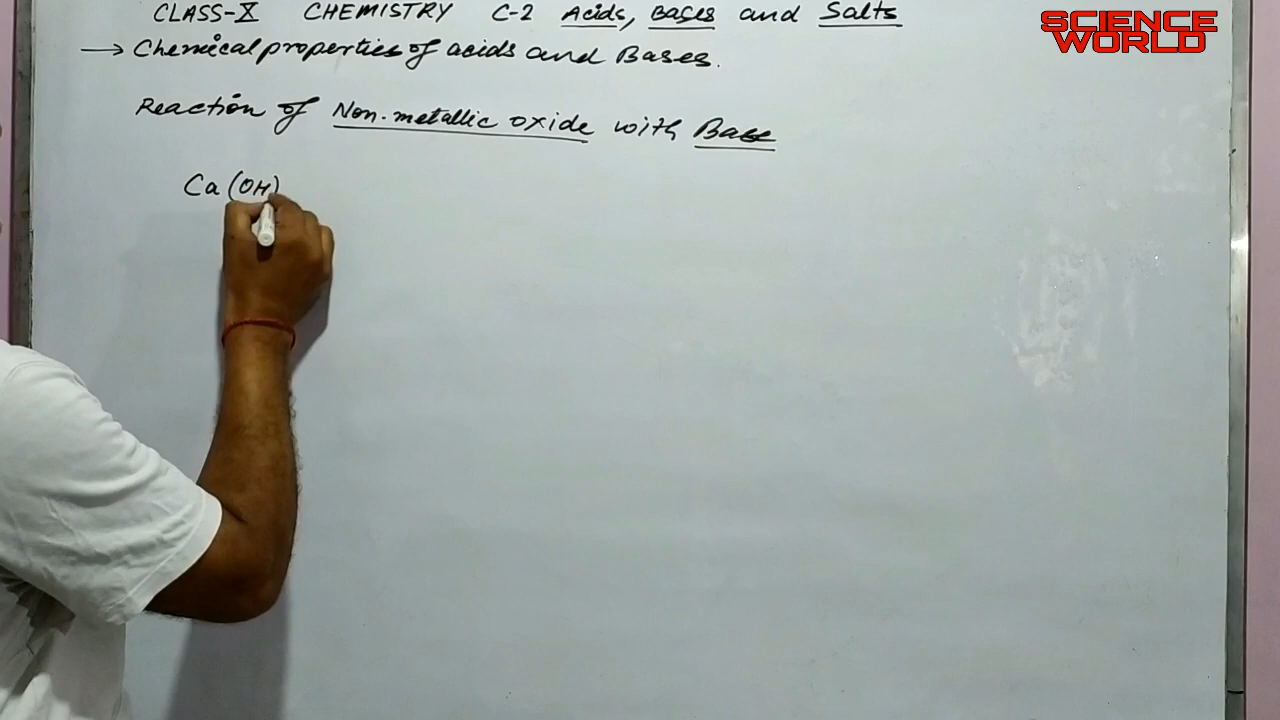 CLASS-X CHEMISTRY C-2 Acids, Bases and Salts
SCIENCE
WORLD
→ Chemical properties of acids and Bases.
Reaction of Non-metallic oxide with Base
Ca(OH)